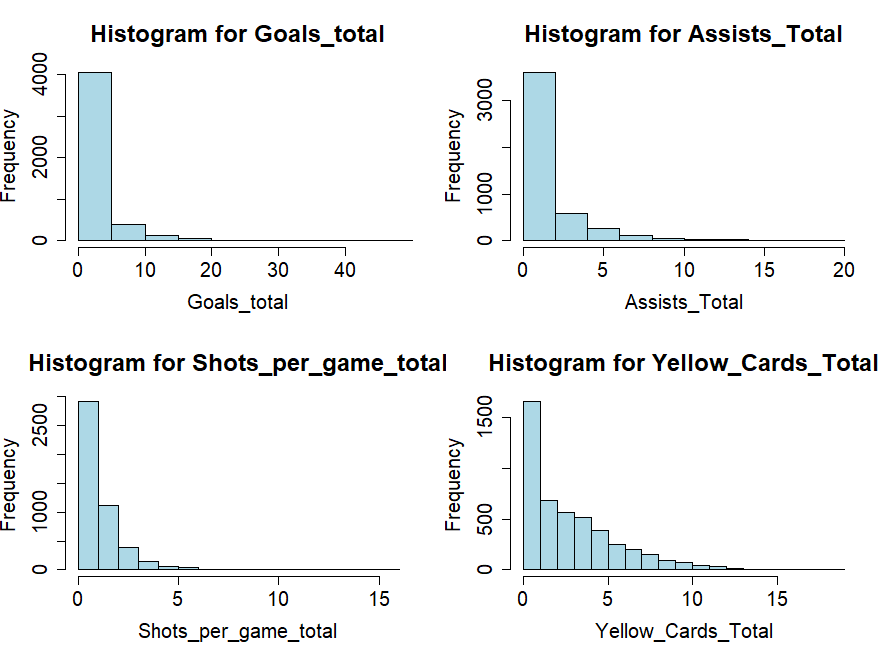 Histogram for Goals_total
Frequency
0
2000
4000
0 10 20 30 40
Goals_total
Histogram for Assists_Total
Frequency
0
1000
3000
0 5 10 15 20
Assists_Total
Histogram for Shots_per_game_total
Frequency
0
1000
2500
0 5 10 15
Shots_per_game_total
Histogram for Yellow_Cards_Total
Frequency
0
500
1500
0 5 10 15
Yellow_Cards_Total